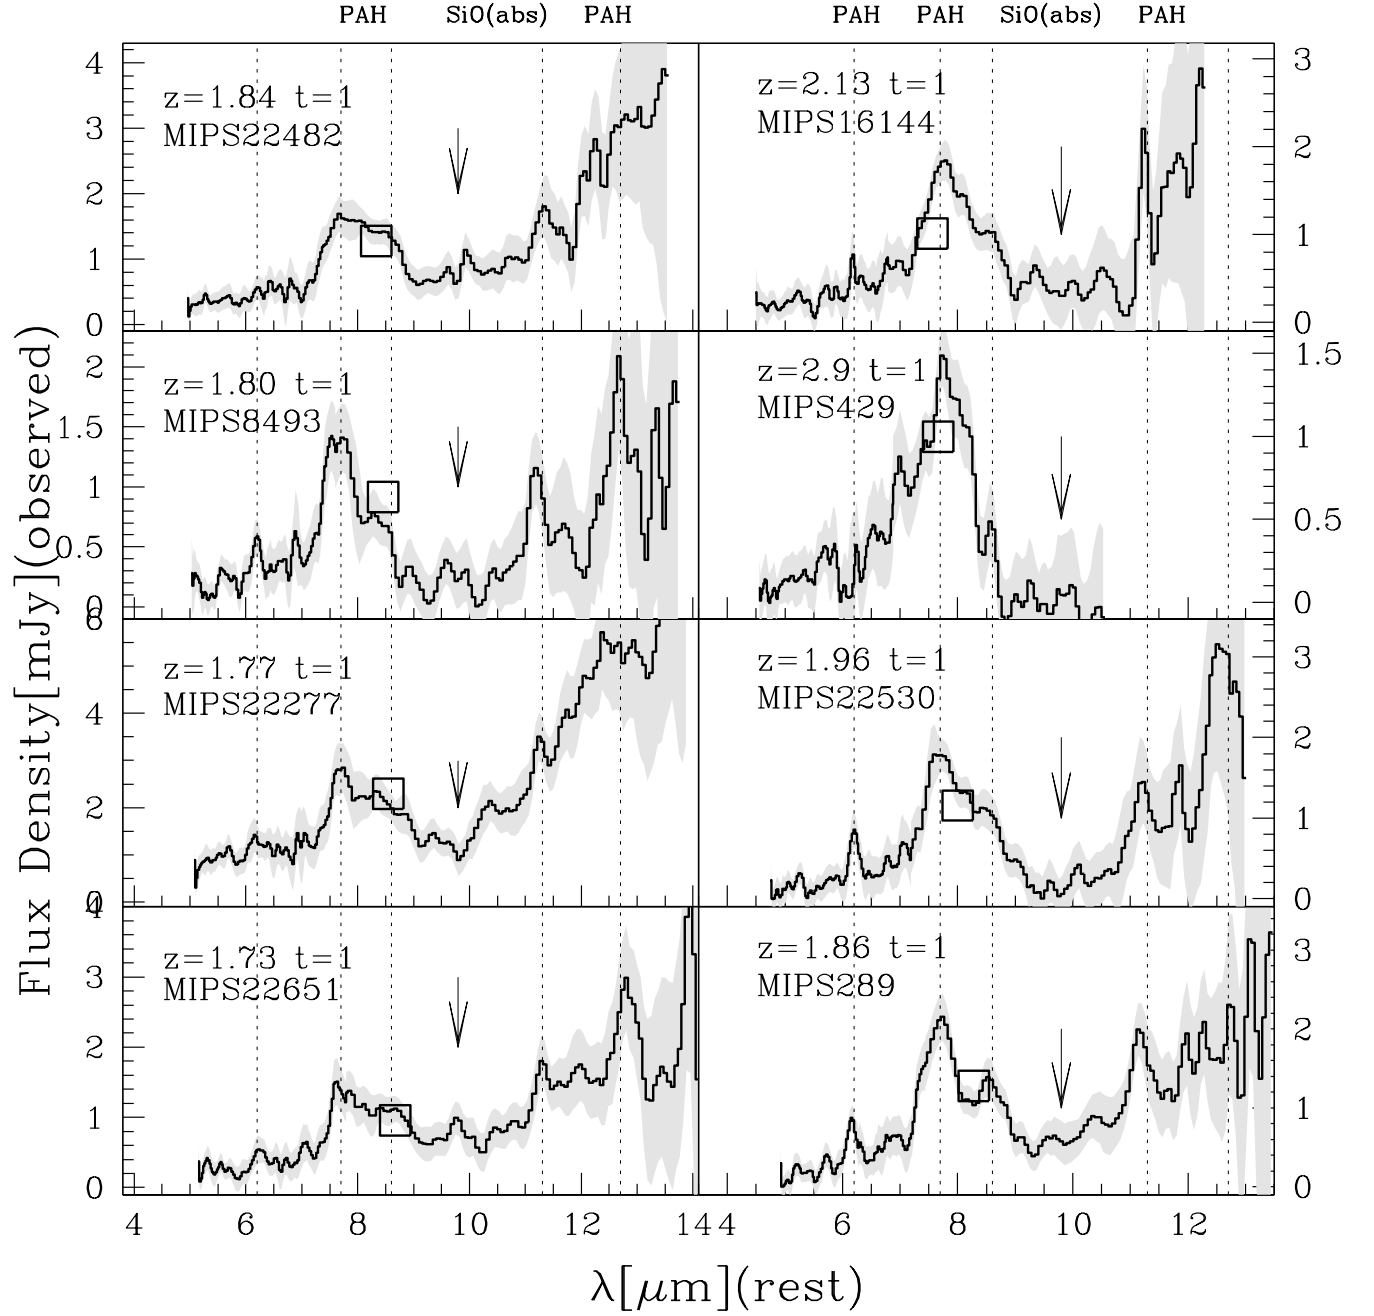 PAH SiO(abs) PAH PAH PAH SiO(abs) PAH
4 z=1.84 t=1 z=2.13 t=1 3
3 MIPS22482 MIPS16144 2
2
1 1
0 0
2 z=1.80 t=1 z=2.9 t=1 1.5
1.5 MIPS8493 MIPS429
1 1
0.5 0.5
0 0
6 z=1.77 t=1 z=1.96 t=1 3
4 MIPS22277 MIPS22530 2
2 1
0 0
4 z=1.73 t=1 z=1.86 t=1 3
3 MIPS22651 MIPS289
2 2
1 1
0 0
4 6 8 10 12 14 4 6 8 10 12
Flux Density[mJy](observed)
λ[μm](rest)